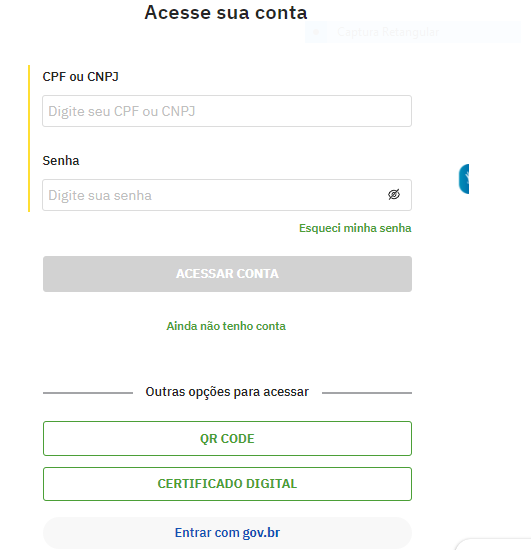 Acesse sua conta
Captura Retangular
CPF ou CNPJ
Digite seu CPF ou CNPJ
Senha
Digite sua senha
Esqueci minha senha
ACESSAR CONTA
Ainda não tenho conta
Outras opções para acessar
QR CODE
CERTIFICADO DIGITAL
Entrar com gov.br